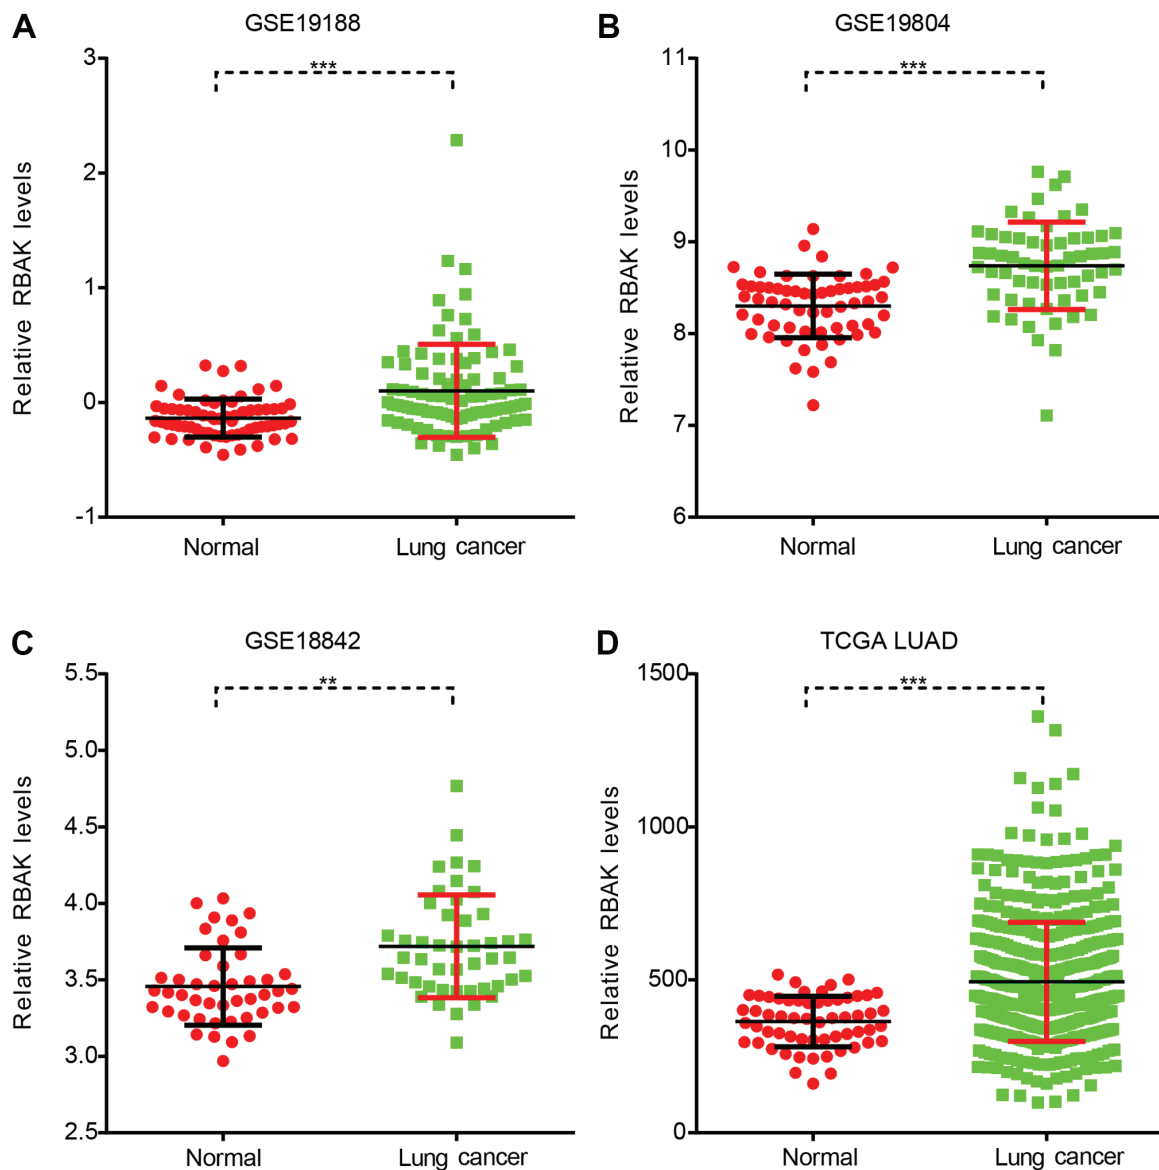 A
GSE19188
***
3
2
1
0
-1
Relative RBAK levels
Normal
Lung cancer
B
GSE19804
***
11
10
9
8
7
6
Relative RBAK levels
Normal
Lung cancer
C
GSE18842
**
5.5
5.0
4.5
4.0
3.5
3.0
2.5
Relative RBAK levels
Normal
Lung cancer
D
TCGA LUAD
***
1500
1000
500
0
Relative RBAK levels
Normal
Lung cancer